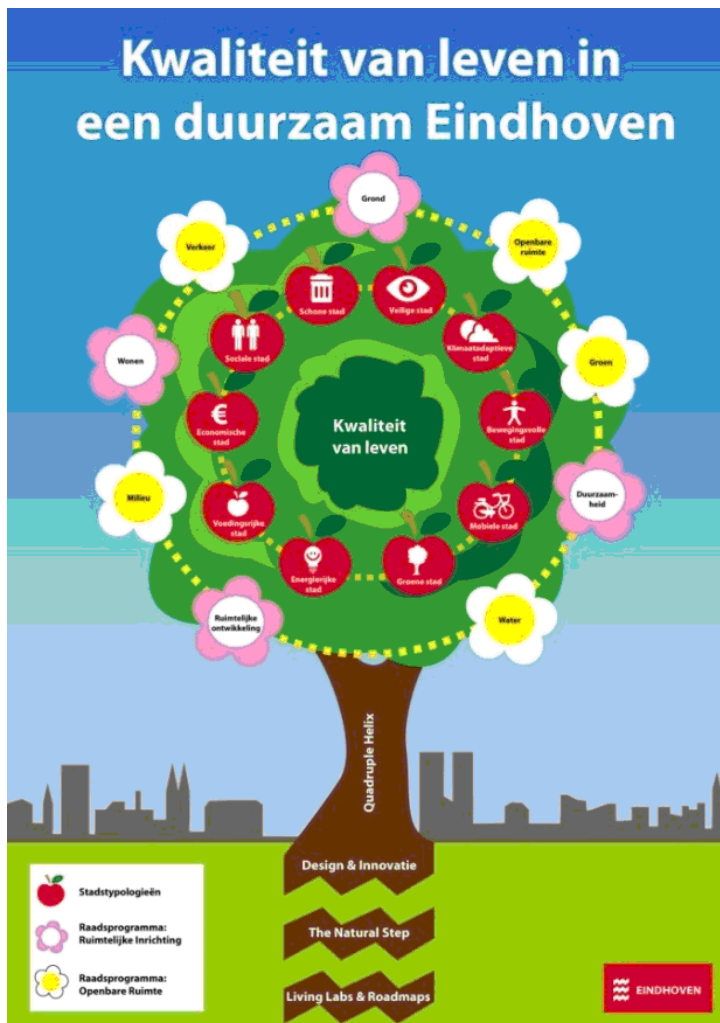 Kwaliteit van leven in
een duurzaam Eindhoven
Grond
Verkeer
Openbare
ruimte
Schone stad
Veilige stad
Sociale stad
Klimaatadaptieve
stad
Wonen
Groen
Economische
stad
Kwaliteit
van leven
Bewegingsvolle
stad
Milieu
Duurzaam-
heid
Voedingsrijke
stad
Mobiele stad
Energierijke
stad
Groene stad
Ruimtelijke
ontwikkeling
Water
Quadruple Helix
Design & Innovatie
The Natural Step
Living Labs & Roadmaps
Stadstypologieën
Raadsprogramma:
Ruimtelijke Inrichting
Raadsprogramma:
Openbare Ruimte
EINDHOVEN